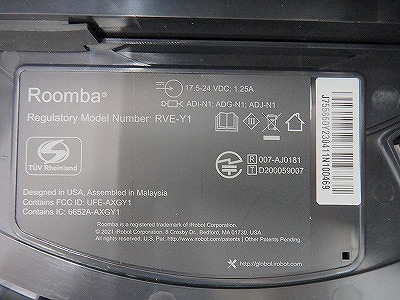 17.5-24 VDC; 1.25A
Roomba®
ADI-N1; ADG-N1; ADJ-N1
Regulatory Model Number: RVE-Y1
TÜV Rheinland
R 007-AJ0181
T D200059007
Designed in USA, Assembled in Malaysia
Contains FCC ID: UFE-AXGY1
Contains IC: 6652A-AXGY1
Roomba is a registered trademark of iRobot Corporation.
© 2021 iRobot Corporation, 8 Crosby Dr., Bedford, MA 01730, USA
All rights reserved. U.S. Pat. http://www.irobot.com/patents | Other Patents Pending.
http://global.irobot.com